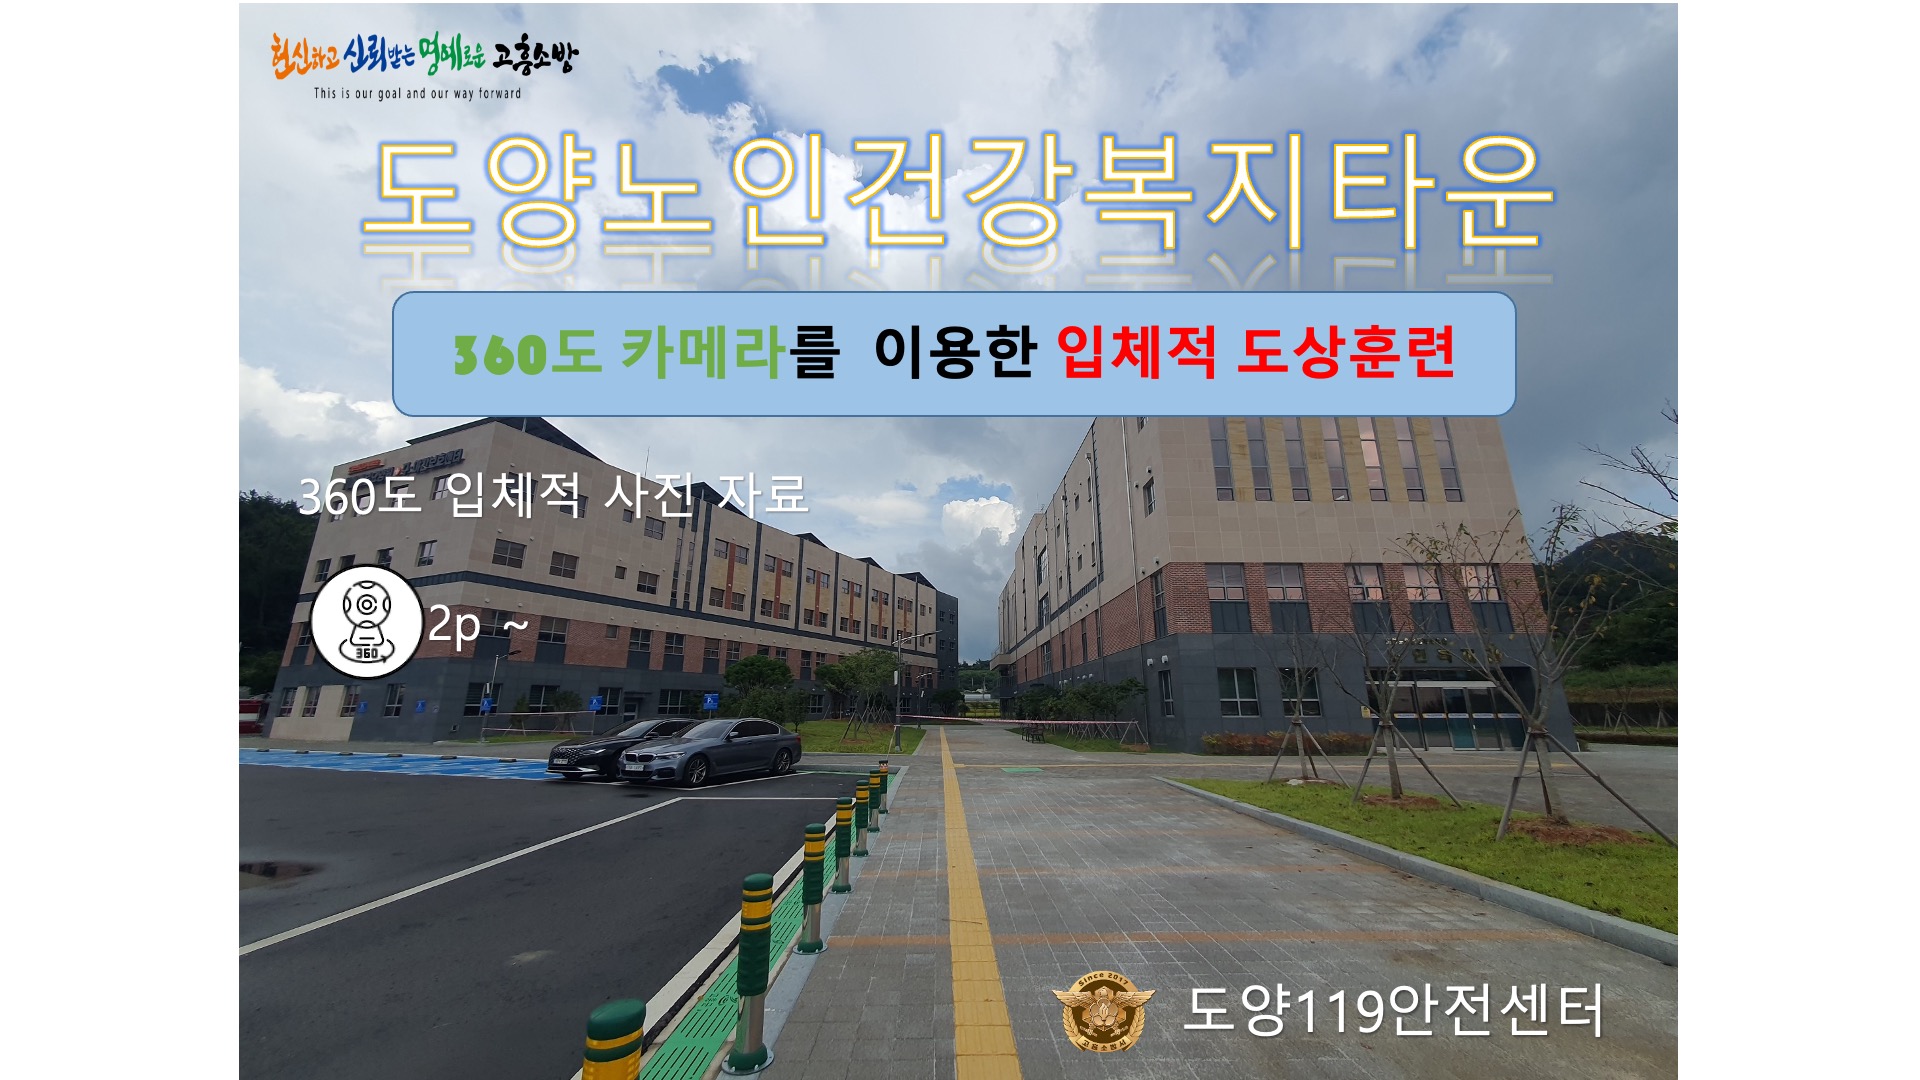 헌신하고 신뢰받는 명예로운 고흥소방
This is our goal and our way forward
도양노인건강복지타운
360도 카메라를 이용한 입체적 도상훈련
360도 입체적 사진 자료
360
2p ~
Since 2017
고흥소방서
도양119안전센터